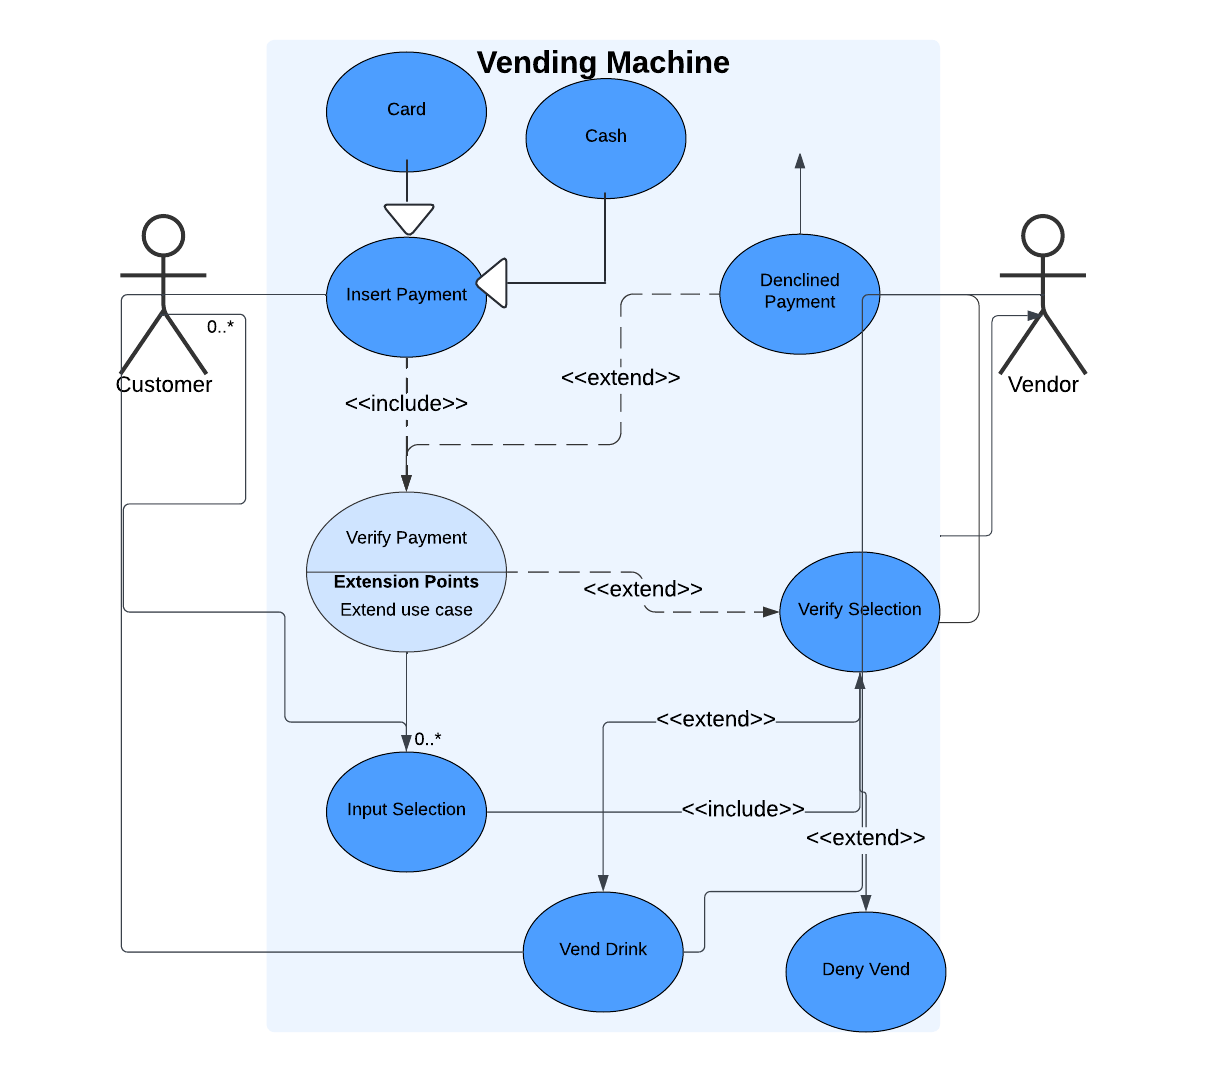 Vending Machine
Card
Cash
Insert Payment
Denclined
Payment
0..*
Customer
Vendor
<<extend>>
<<include>>
Verify Payment
Extension Points
Extend use case
<<extend>>
Verify Selection
<<extend>>
0..*
Input Selection
<<include>>
<<extend>>
Vend Drink
Deny Vend